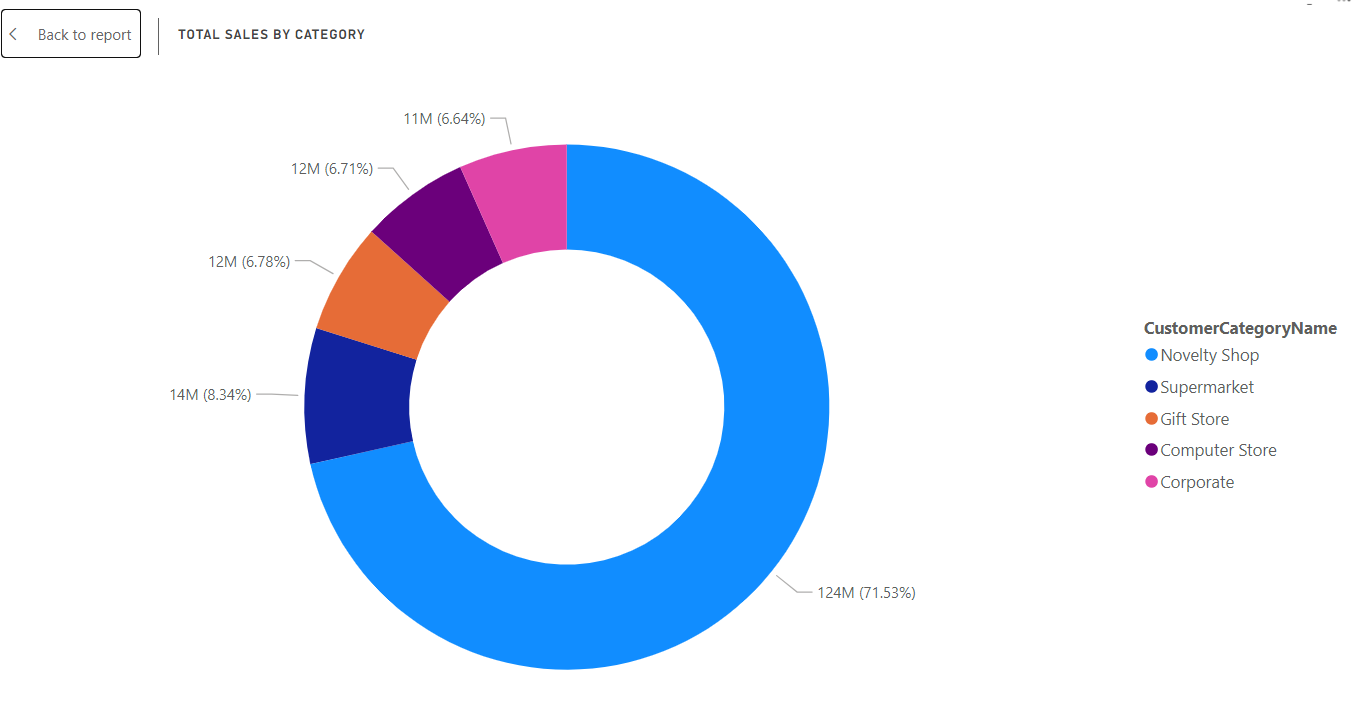 Back to report
TOTAL SALES BY CATEGORY
11M (6.64%)
12M (6.71%)
12M (6.78%)
14M (8.34%)
124M (71.53%)
CustomerCategoryName
Novelty Shop
Supermarket
Gift Store
Computer Store
Corporate